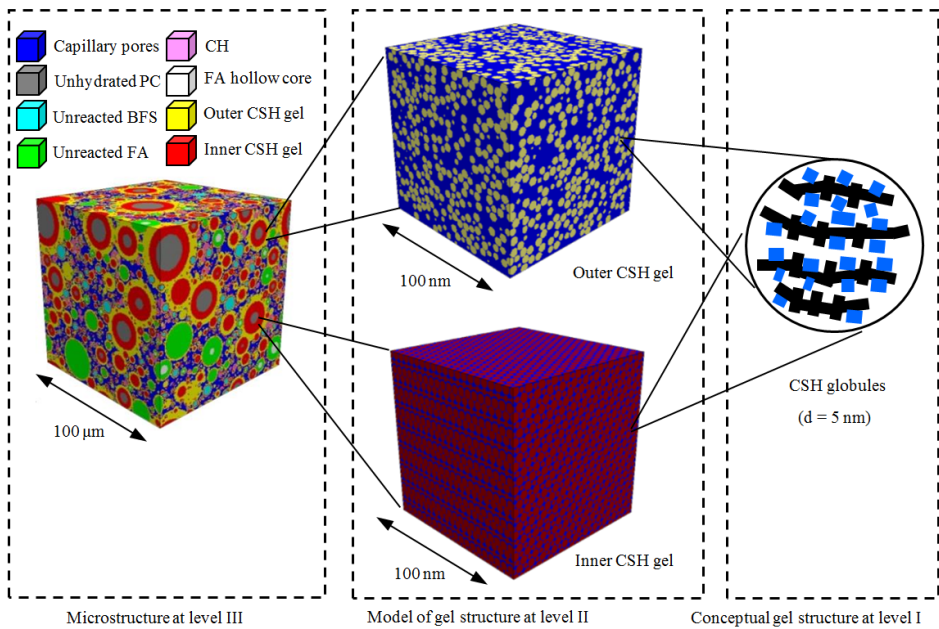 Capillary pores
CH
Unhydrated PC
FA hollow core
Unreacted BFS
Outer CSH gel
Unreacted FA
Inner CSH gel
100 μm
Microstructure at level III
100 nm
Outer CSH gel
100 nm
Inner CSH gel
Model of gel structure at level II
CSH globules
(d = 5 nm)
Conceptual gel structure at level I